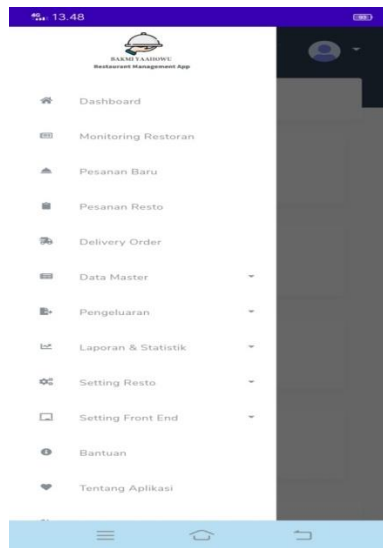 4G 13.48
BAKMI YAAHOWU
Restaurant Management App
Dashboard
Monitoring Restoran
Pesanan Baru
Pesanan Resto
Delivery Order
Data Master
Pengeluaran
Laporan & Statistik
Setting Resto
Setting Front End
Bantuan
Tentang Aplikasi